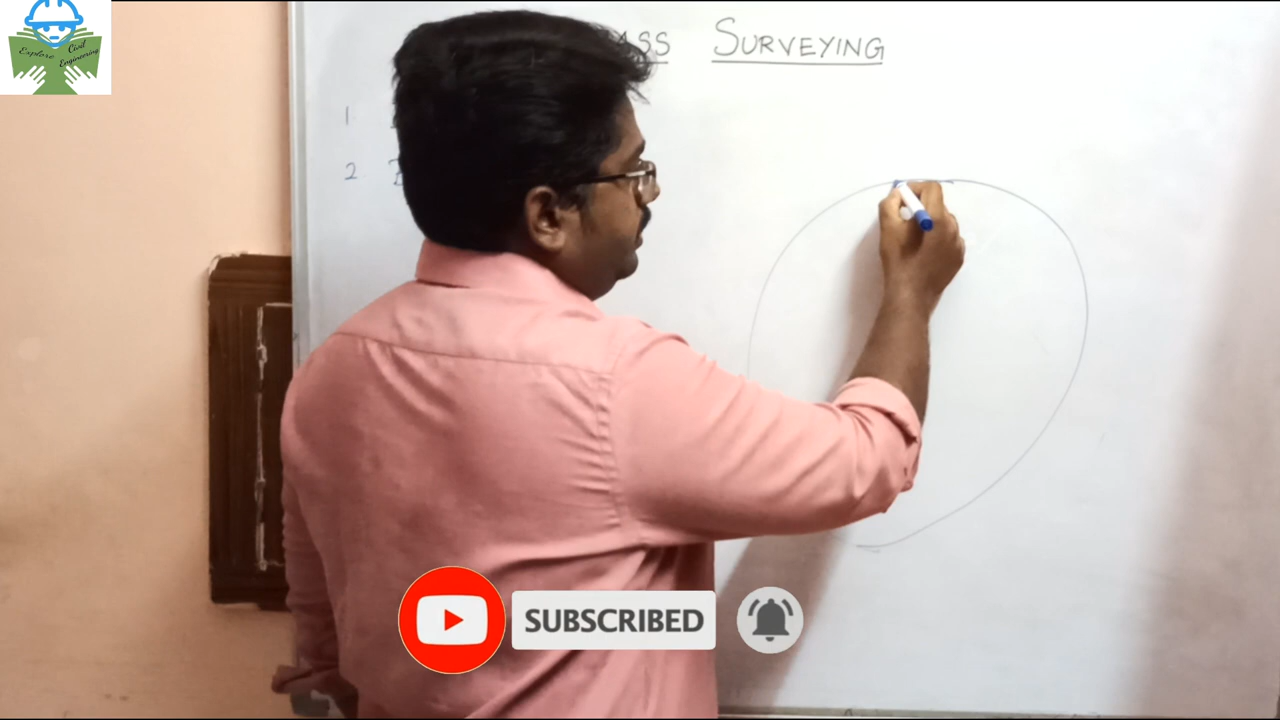 Explore Civil
Engineering
ASS SURVEYING
1
2
SUBSCRIBED